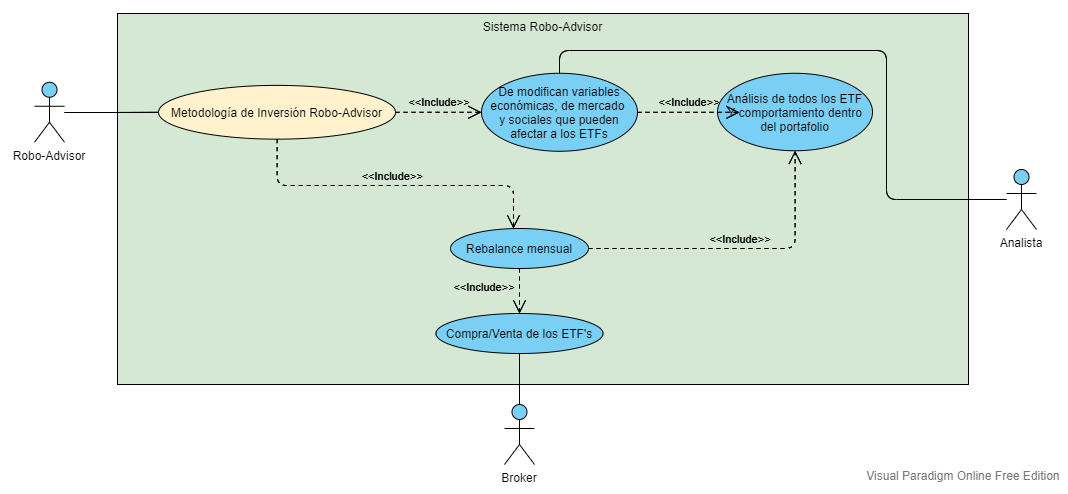 Sistema Robo-Advisor
De modifican variables
económicas, de mercado
y sociales que pueden
afectar a los ETFs
<<Include>>
<<Include>>
Análisis de todos los ETF
comportamiento dentro
del portafolio
Metodología de Inversión Robo-Advisor
Robo-Advisor
<<Include>>
<<Include>>
Analista
Rebalance mensual
<<Include>>
Compra/Venta de los ETF's
Broker
Visual Paradigm Online Free Edition